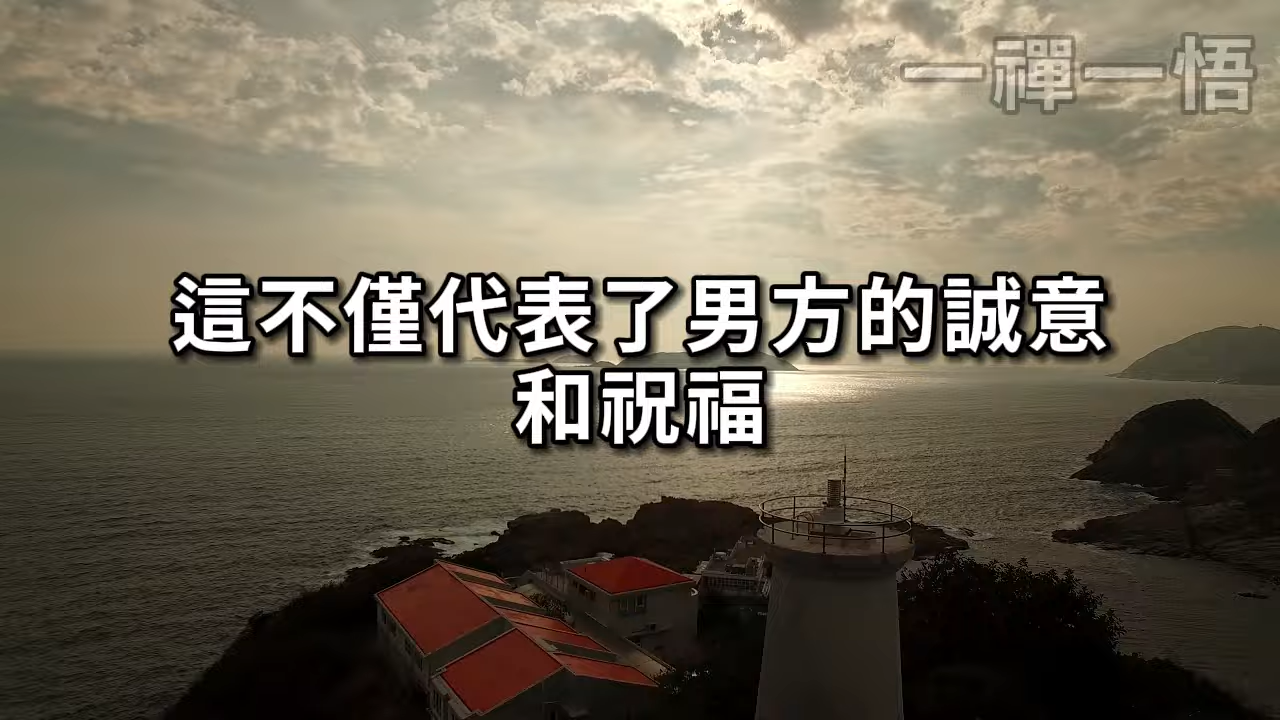 一禪一悟
這不僅代表了男方的誠意
和祝福